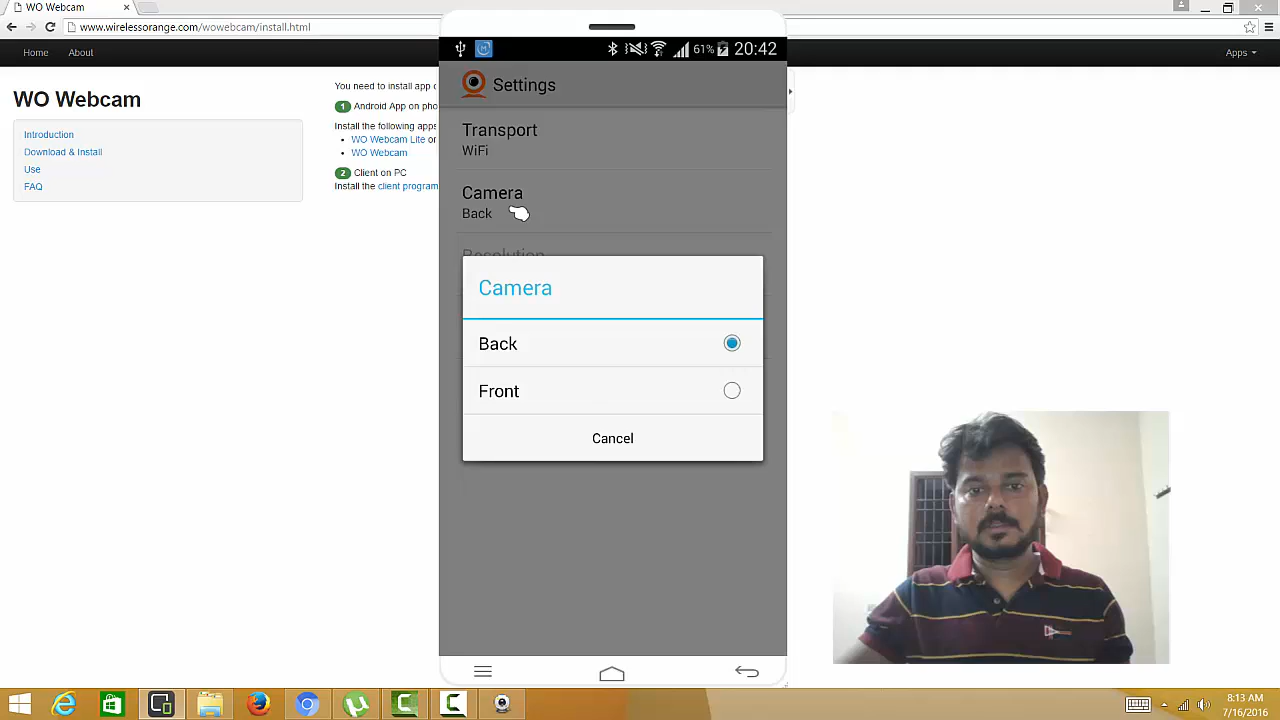 WO Webcam
www.wirelessorange.com/wowebcam/install.html
Home
About
Apps
WO Webcam
Introduction
Download & Install
Use
FAQ
You need to install app o
1 Android App on pho
Install the following apps
• WO Webcam Lite or
• WO Webcam
2 Client on PC
Install the client program
61%
20:42
Settings
Transport
WiFi
Camera
Back
Resolution
Camera
Back
Front
Cancel
8:13 AM
7/16/2016